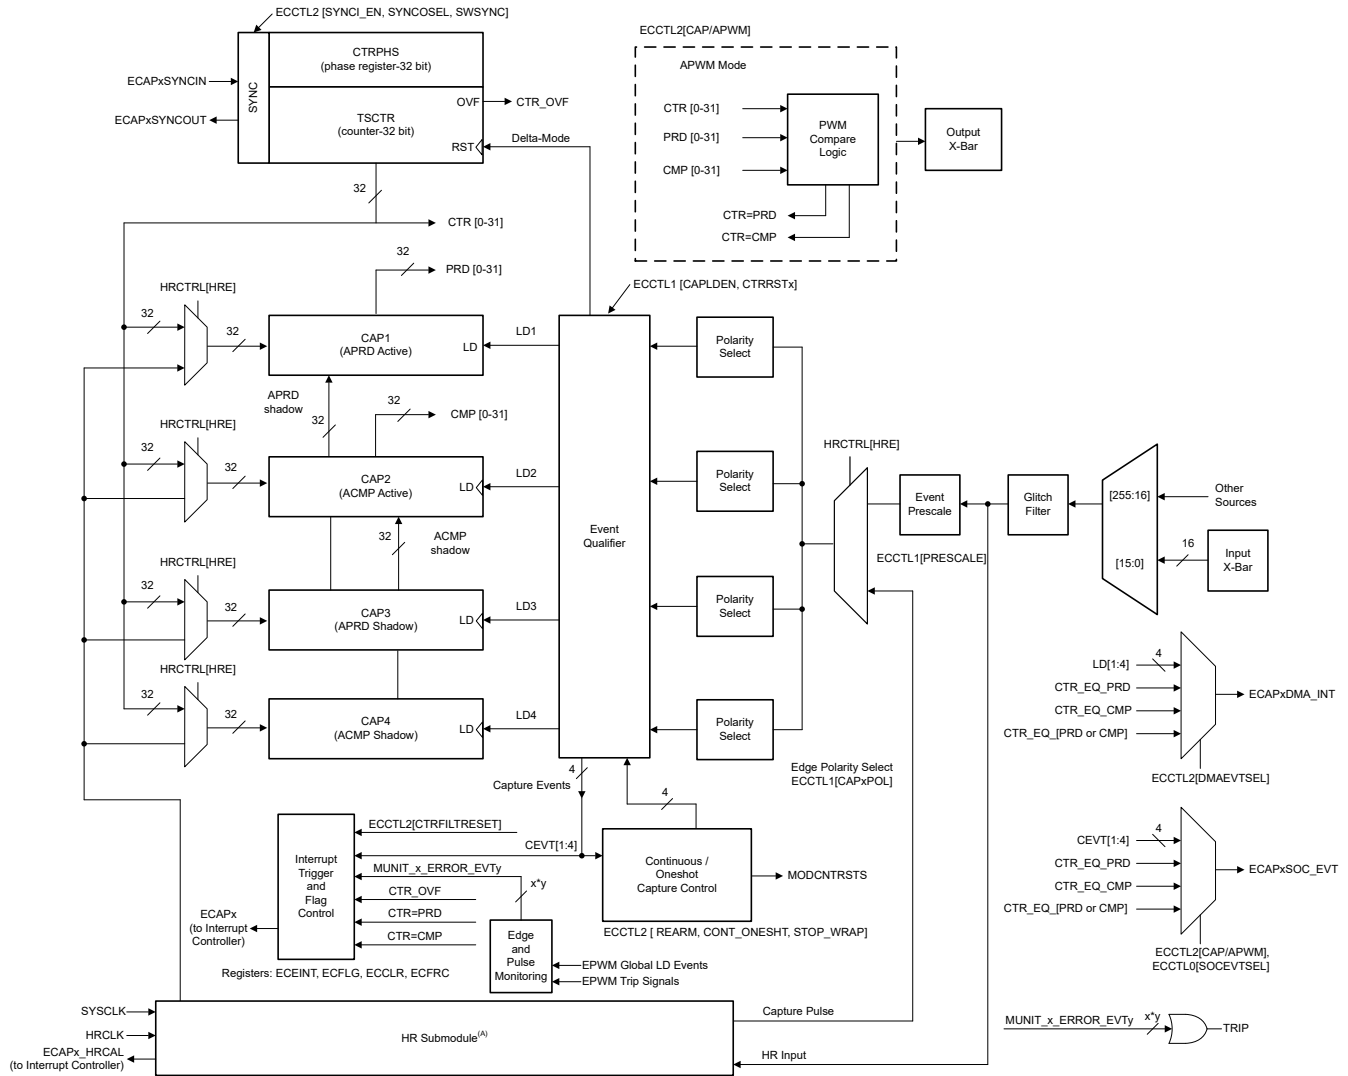 ECCTL2 [SYNCI_EN, SYNCOSEL, SWSYNC]
CTRPHS
(phase register-32 bit)
SYNC
ECAPxSYNCIN
ECAPxSYNCOUT
TSCTR
(counter-32 bit)
OVF
CTR_OVF
RST
Delta-Mode
32
CTR [0-31]
32
PRD [0-31]
ECCTL2[CAP/APWM]
APWM Mode
CTR [0-31]
PRD [0-31]
CMP [0-31]
PWM
Compare
Logic
CTR=PRD
CTR=CMP
Output
X-Bar
ECCTL1 [CAPLDEN, CTRRSTx]
HRCTRL[HRE]
32
32
CAP1
(APRD Active)
LD
LD1
Polarity
Select
APRD
shadow
32
32
CMP [0-31]
HRCTRL[HRE]
32
32
CAP2
(ACMP Active)
LD
LD2
Polarity
Select
32
ACMP
shadow
Event
Qualifier
HRCTRL[HRE]
32
32
CAP3
(APRD Shadow)
LD
LD3
Polarity
Select
HRCTRL[HRE]
32
32
CAP4
(ACMP Shadow)
LD
LD4
Polarity
Select
HRCTRL[HRE]
Event
Prescale
ECCTL1[PRESCALE]
Glitch
Filter
[255:16]
[15:0]
Other
Sources
16
Input
X-Bar
Edge Polarity Select
ECCTL1[CAPxPOL]
4
Capture Events
4
LD[1:4]
4
CTR_EQ_PRD
CTR_EQ_CMP
CTR_EQ_[PRD or CMP]
ECAPxDMA_INT
ECCTL2[DMAEVTSEL]
CEVT[1:4]
4
CTR_EQ_PRD
CTR_EQ_CMP
CTR_EQ_[PRD or CMP]
ECAPxSOC_EVT
ECCTL2[CAP/APWM],
ECCTL0[SOCEVTSEL]
Interrupt
Trigger
and
Flag
Control
ECCTL2[CTRFILTRESET]
CEVT[1:4]
MUNIT_x_ERROR_EVTy
x*y
CTR_OVF
CTR=PRD
CTR=CMP
ECAPx
(to Interrupt
Controller)
Registers: ECEINT, ECFLG, ECCLR, ECFRC
Continuous /
Oneshot
Capture Control
MODCNTRSTS
ECCTL2 [ REARM, CONT_ONESHT, STOP_WRAP]
Edge
and
Pulse
Monitoring
EPWM Global LD Events
EPWM Trip Signals
SYSCLK
HRCLK
ECAPx_HRCAL
(to Interrupt Controller)
HR Submodule(A)
Capture Pulse
HR Input
MUNIT_x_ERROR_EVTy
x*y
TRIP